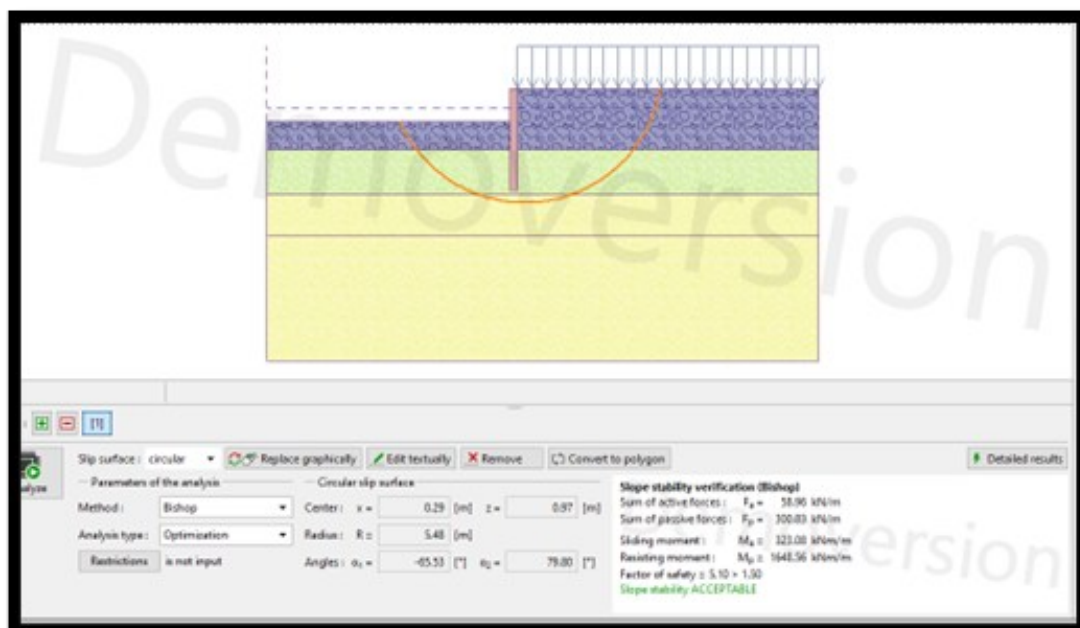 Demoversion
[1]
Slip surface : circular Replace graphically Edit textually Remove Convert to polygon Detailed results
Parameters of the analysis
Circular slip surface
Method : Bishop
Center : x = 0.29 [m] z = 0.97 [m]
Analysis type : Optimization
Radius : R = 5.48 [m]
Restrictions is not input
Angles : α₁ = -65.53 [°] α₂ = 79.80 [°]
Slope stability verification (Bishop)
Sum of active forces : Fₐ = 58.96 kN/m
Sum of passive forces : Fₚ = 300.83 kN/m
Sliding moment : Mₐ = 323.08 kNm/m
Resisting moment : Mₚ = 1648.56 kNm/m
Factor of safety = 5.10 > 1.50
Slope stability ACCEPTABLE